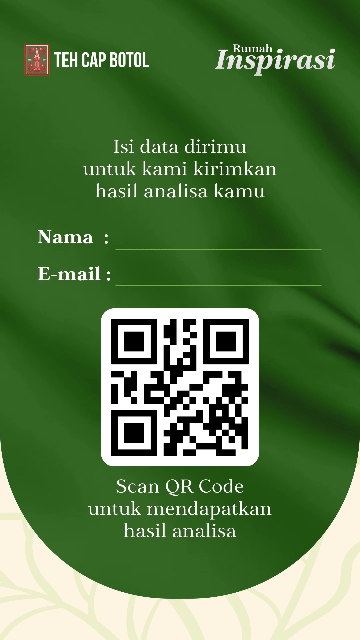 TEH CAP BOTOL
Rumah
Inspirasi
Isi data dirimu
untuk kami kirimkan
hasil analisa kamu
Nama :
E-mail :
Scan QR Code
untuk mendapatkan
hasil analisa